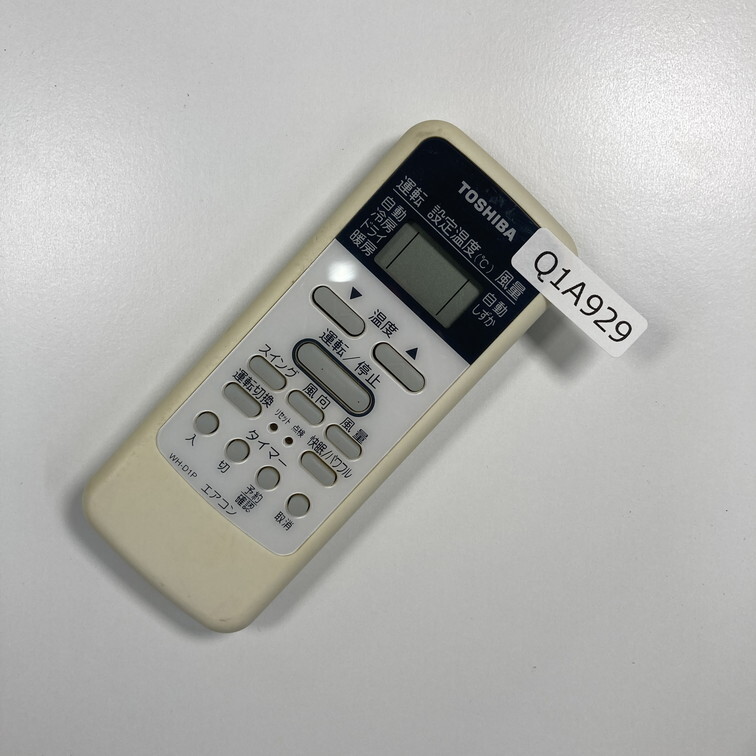 TOSHIBA
運転 設定温度(℃) 風量
自動
冷房
ドライ
暖房
自動
しずか
Q1A929
▼ 温度 ▲
運転/停止
スイング 風向 風量
運転切換 リセット 点検 快眠/パワフル
タイマー
入 切 予約確認 取消
WH-D1P エアコン